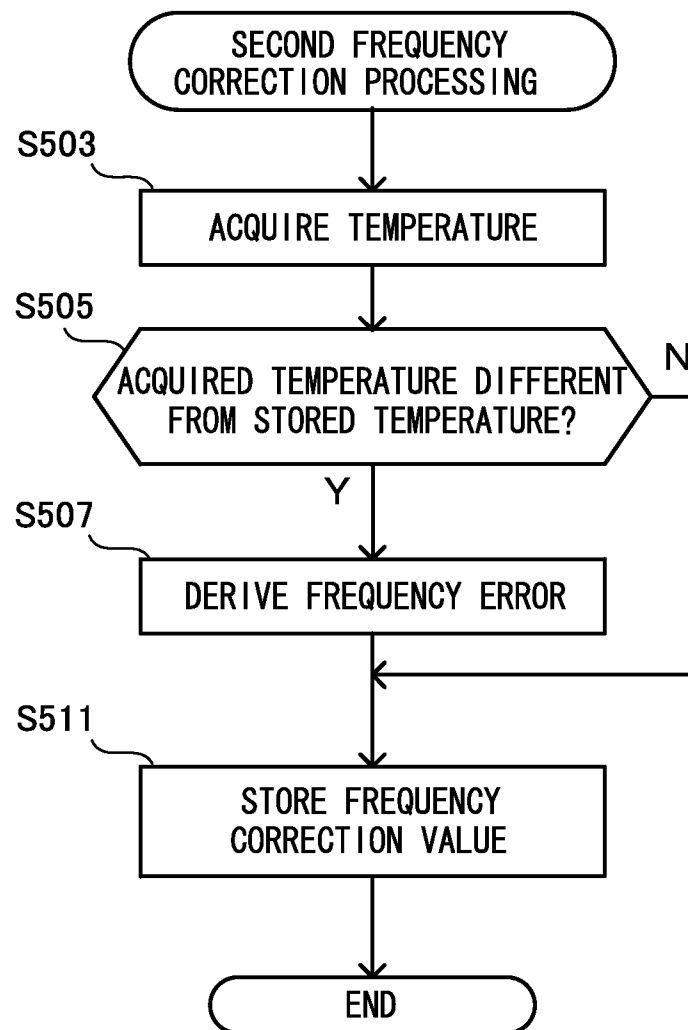 SECOND FREQUENCY
CORRECTION PROCESSING
S503
ACQUIRE TEMPERATURE
S505
N
ACQUIRED TEMPERATURE DIFFERENT
FROM STORED TEMPERATURE?
Y
S507
DERIVE FREQUENCY ERROR
S511
STORE FREQUENCY
CORRECTION VALUE
END